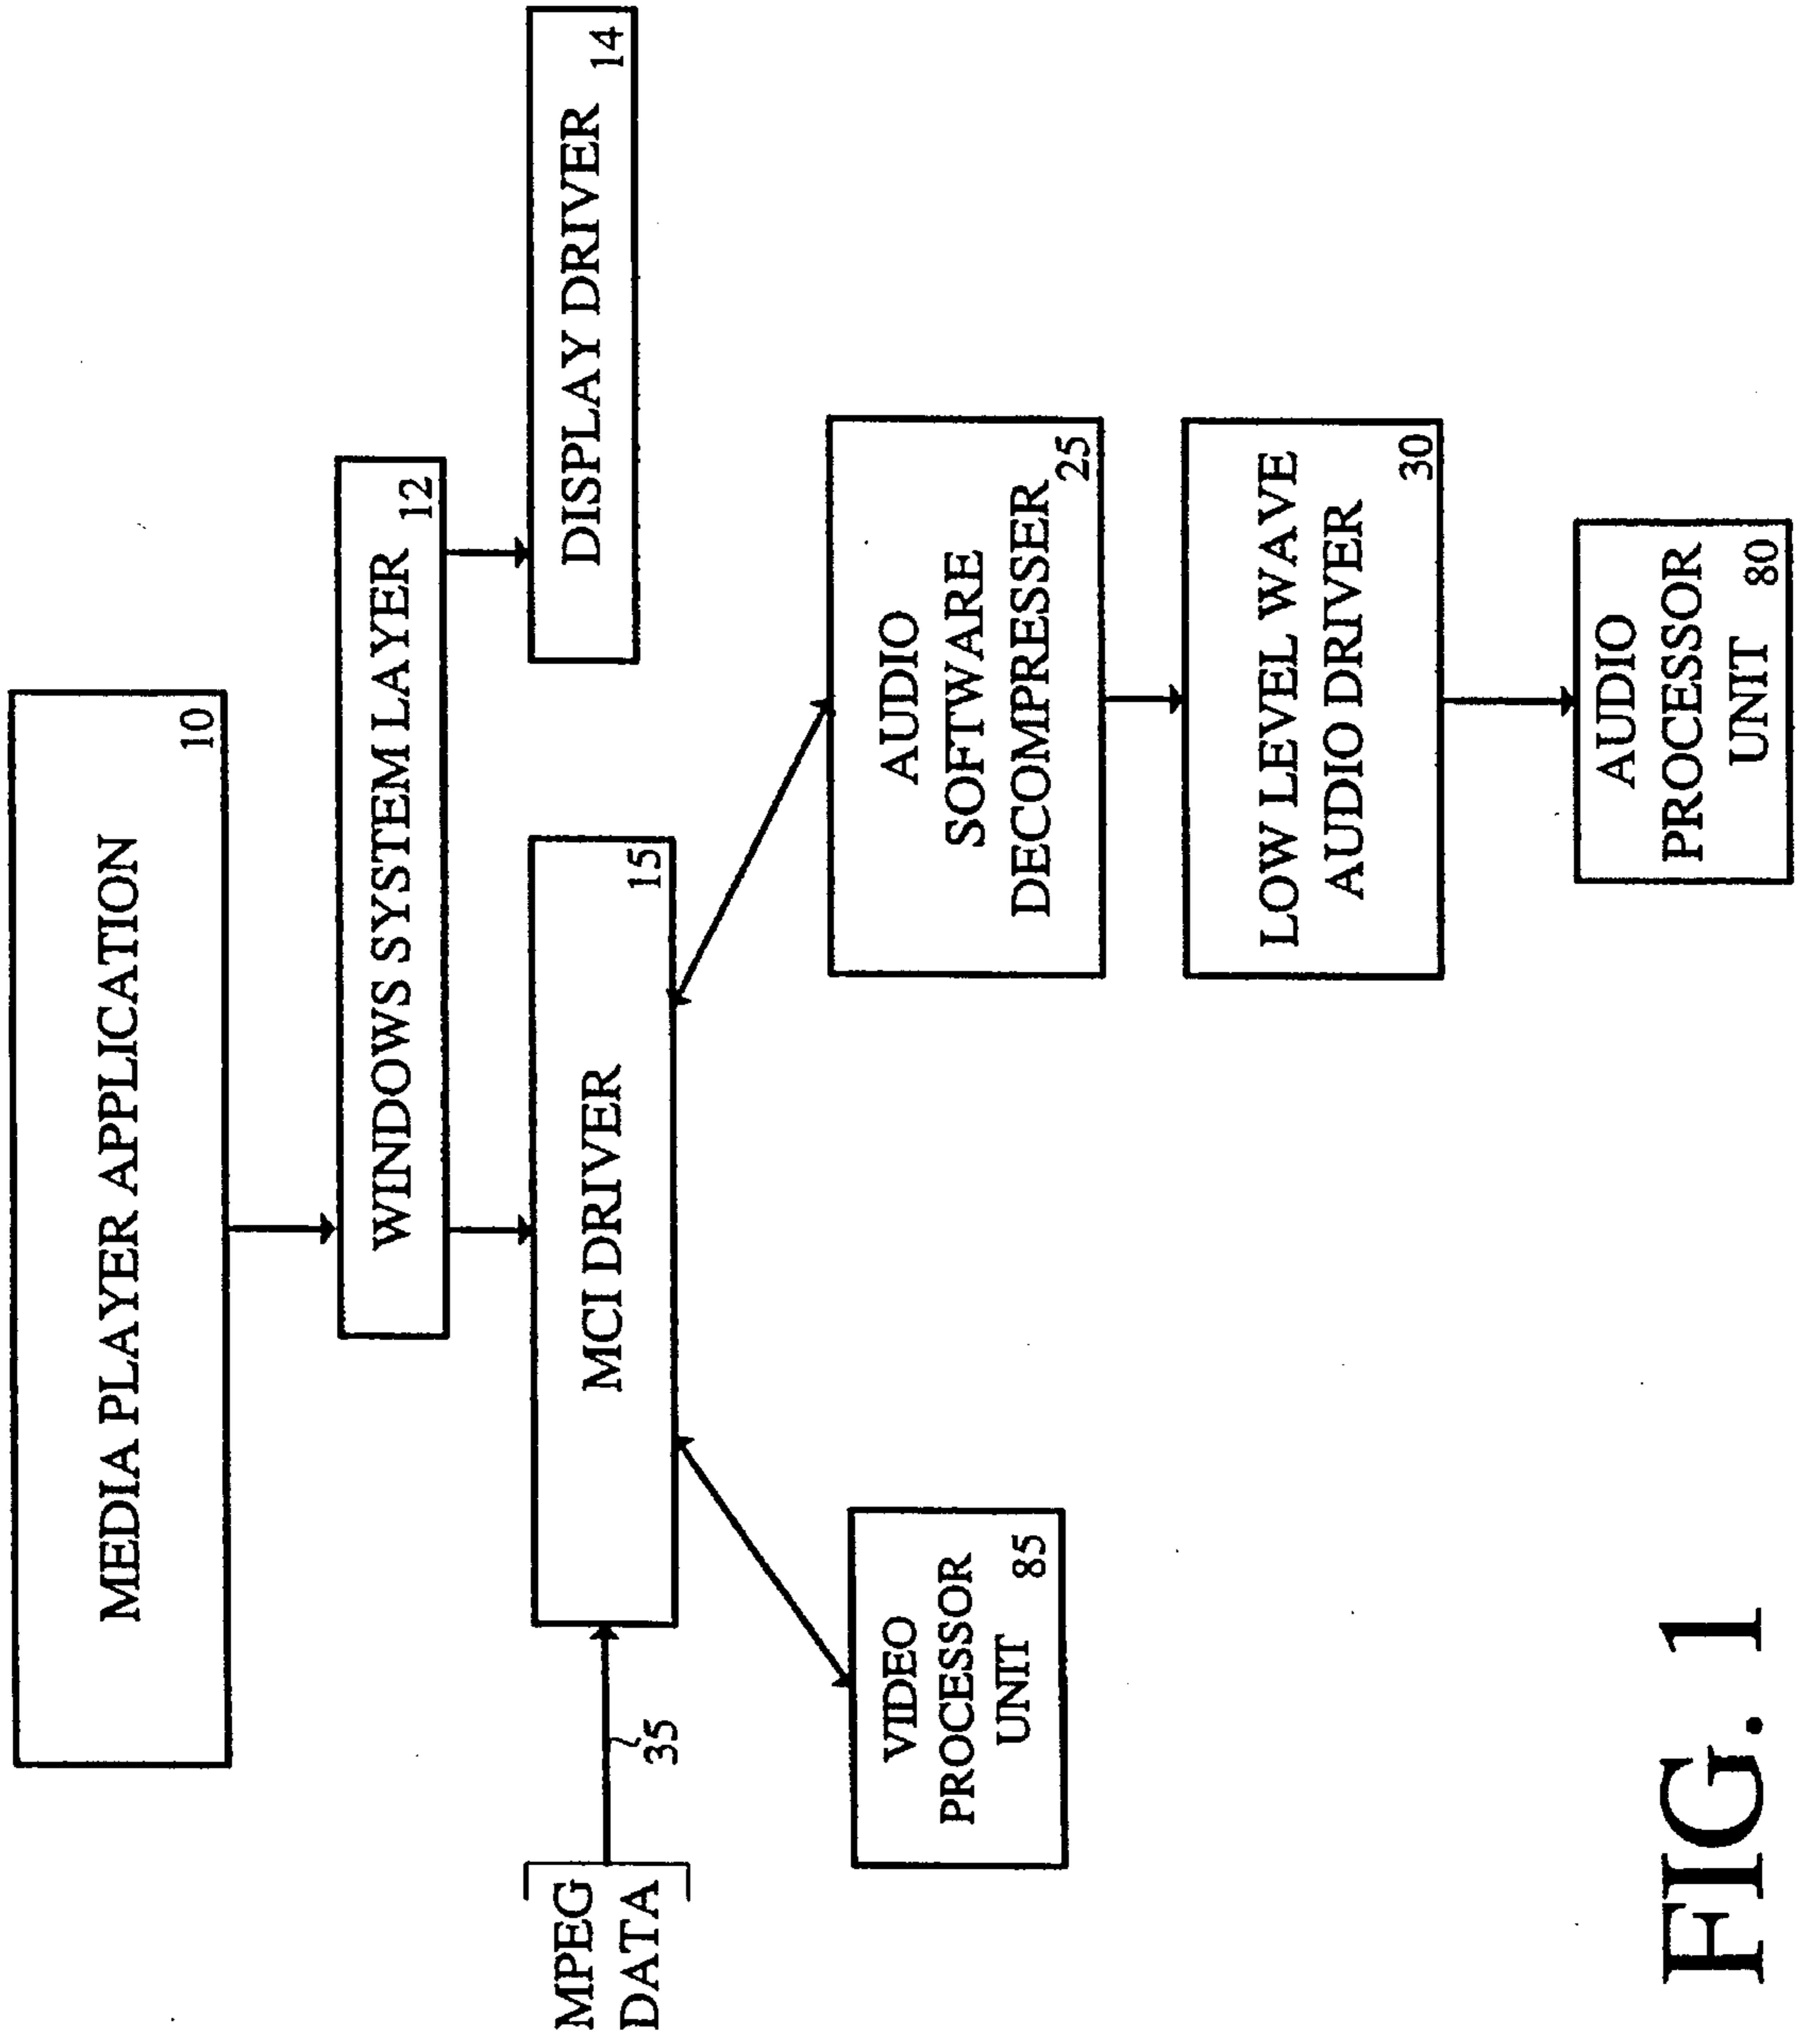 MEDIA PLAYER APPLICATION
10
WINDOWS SYSTEM LAYER
12
MPEG
DATA
35
MCI DRIVER
15
DISPLAY DRIVER
14
VIDEO
PROCESSOR
UNIT
85
AUDIO
SOFTWARE
DECOMPRESSER
25
LOW LEVEL WAVE
AUDIO DRIVER
30
AUDIO
PROCESSOR
UNIT
80
FIG. 1